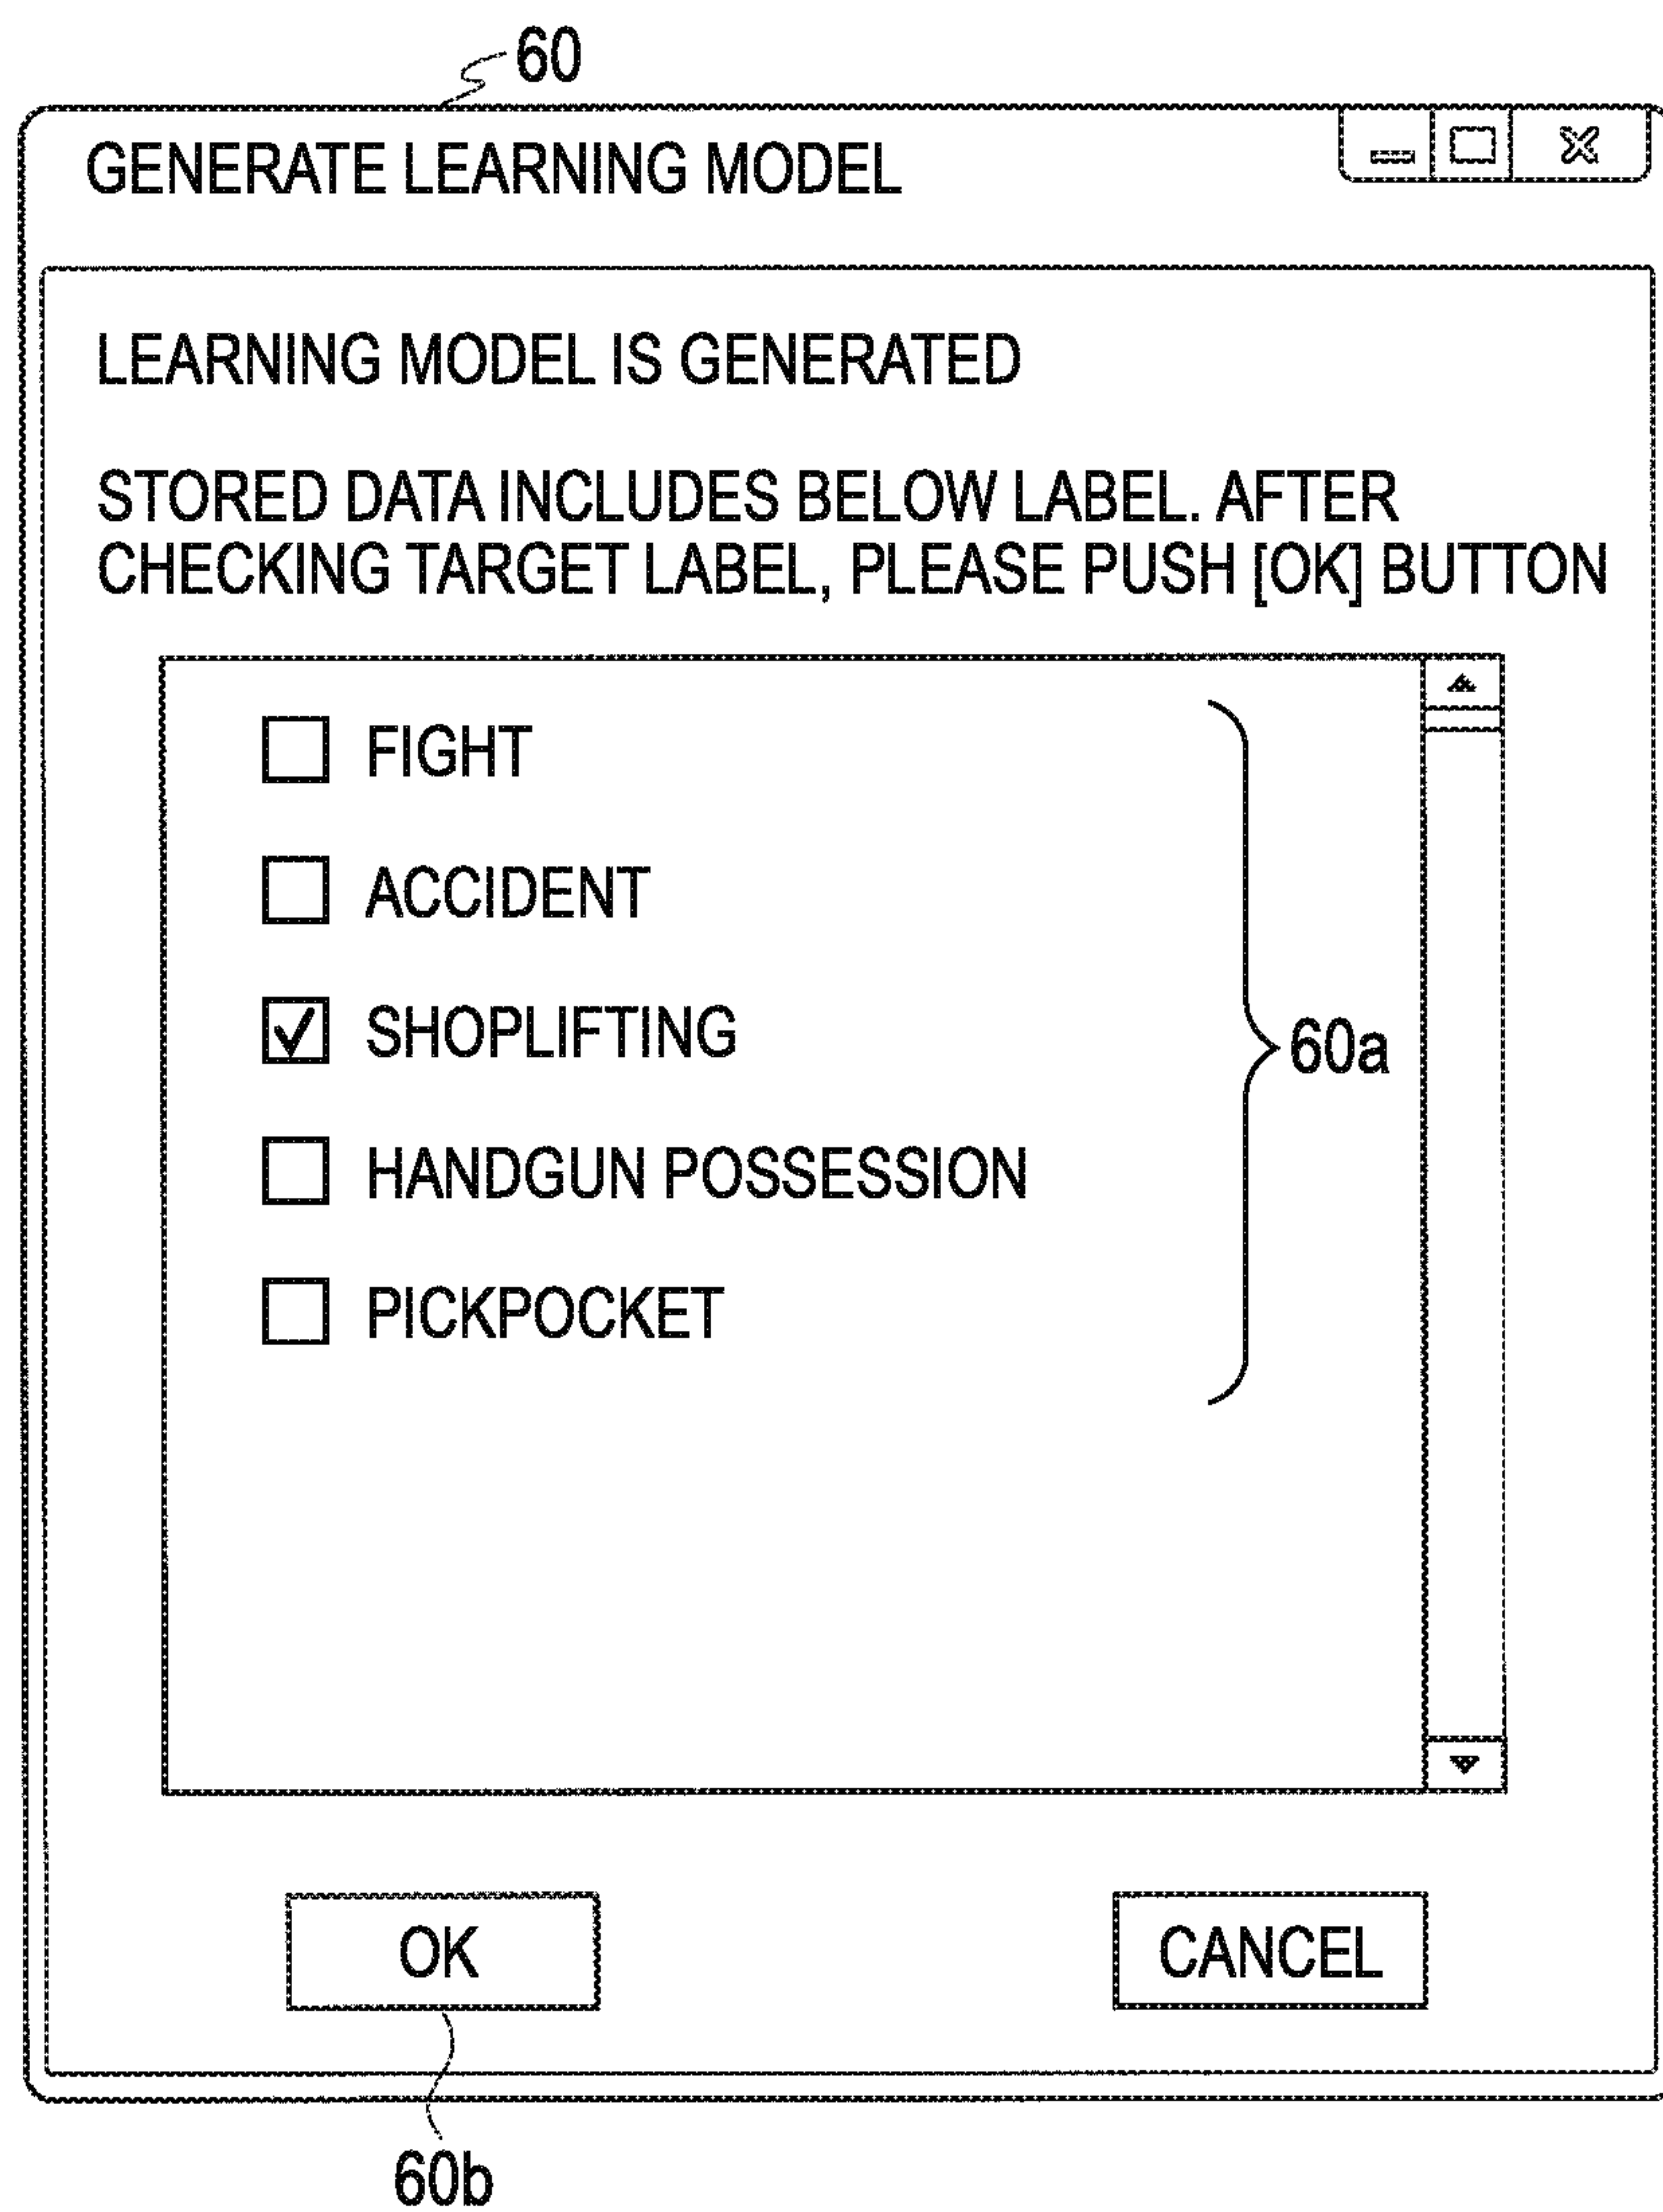 60
GENERATE LEARNING MODEL
LEARNING MODEL IS GENERATED
STORED DATA INCLUDES BELOW LABEL. AFTER
CHECKING TARGET LABEL, PLEASE PUSH [OK] BUTTON
FIGHT
ACCIDENT
SHOPLIFTING
60a
HANDGUN POSSESSION
PICKPOCKET
OK
CANCEL
60b